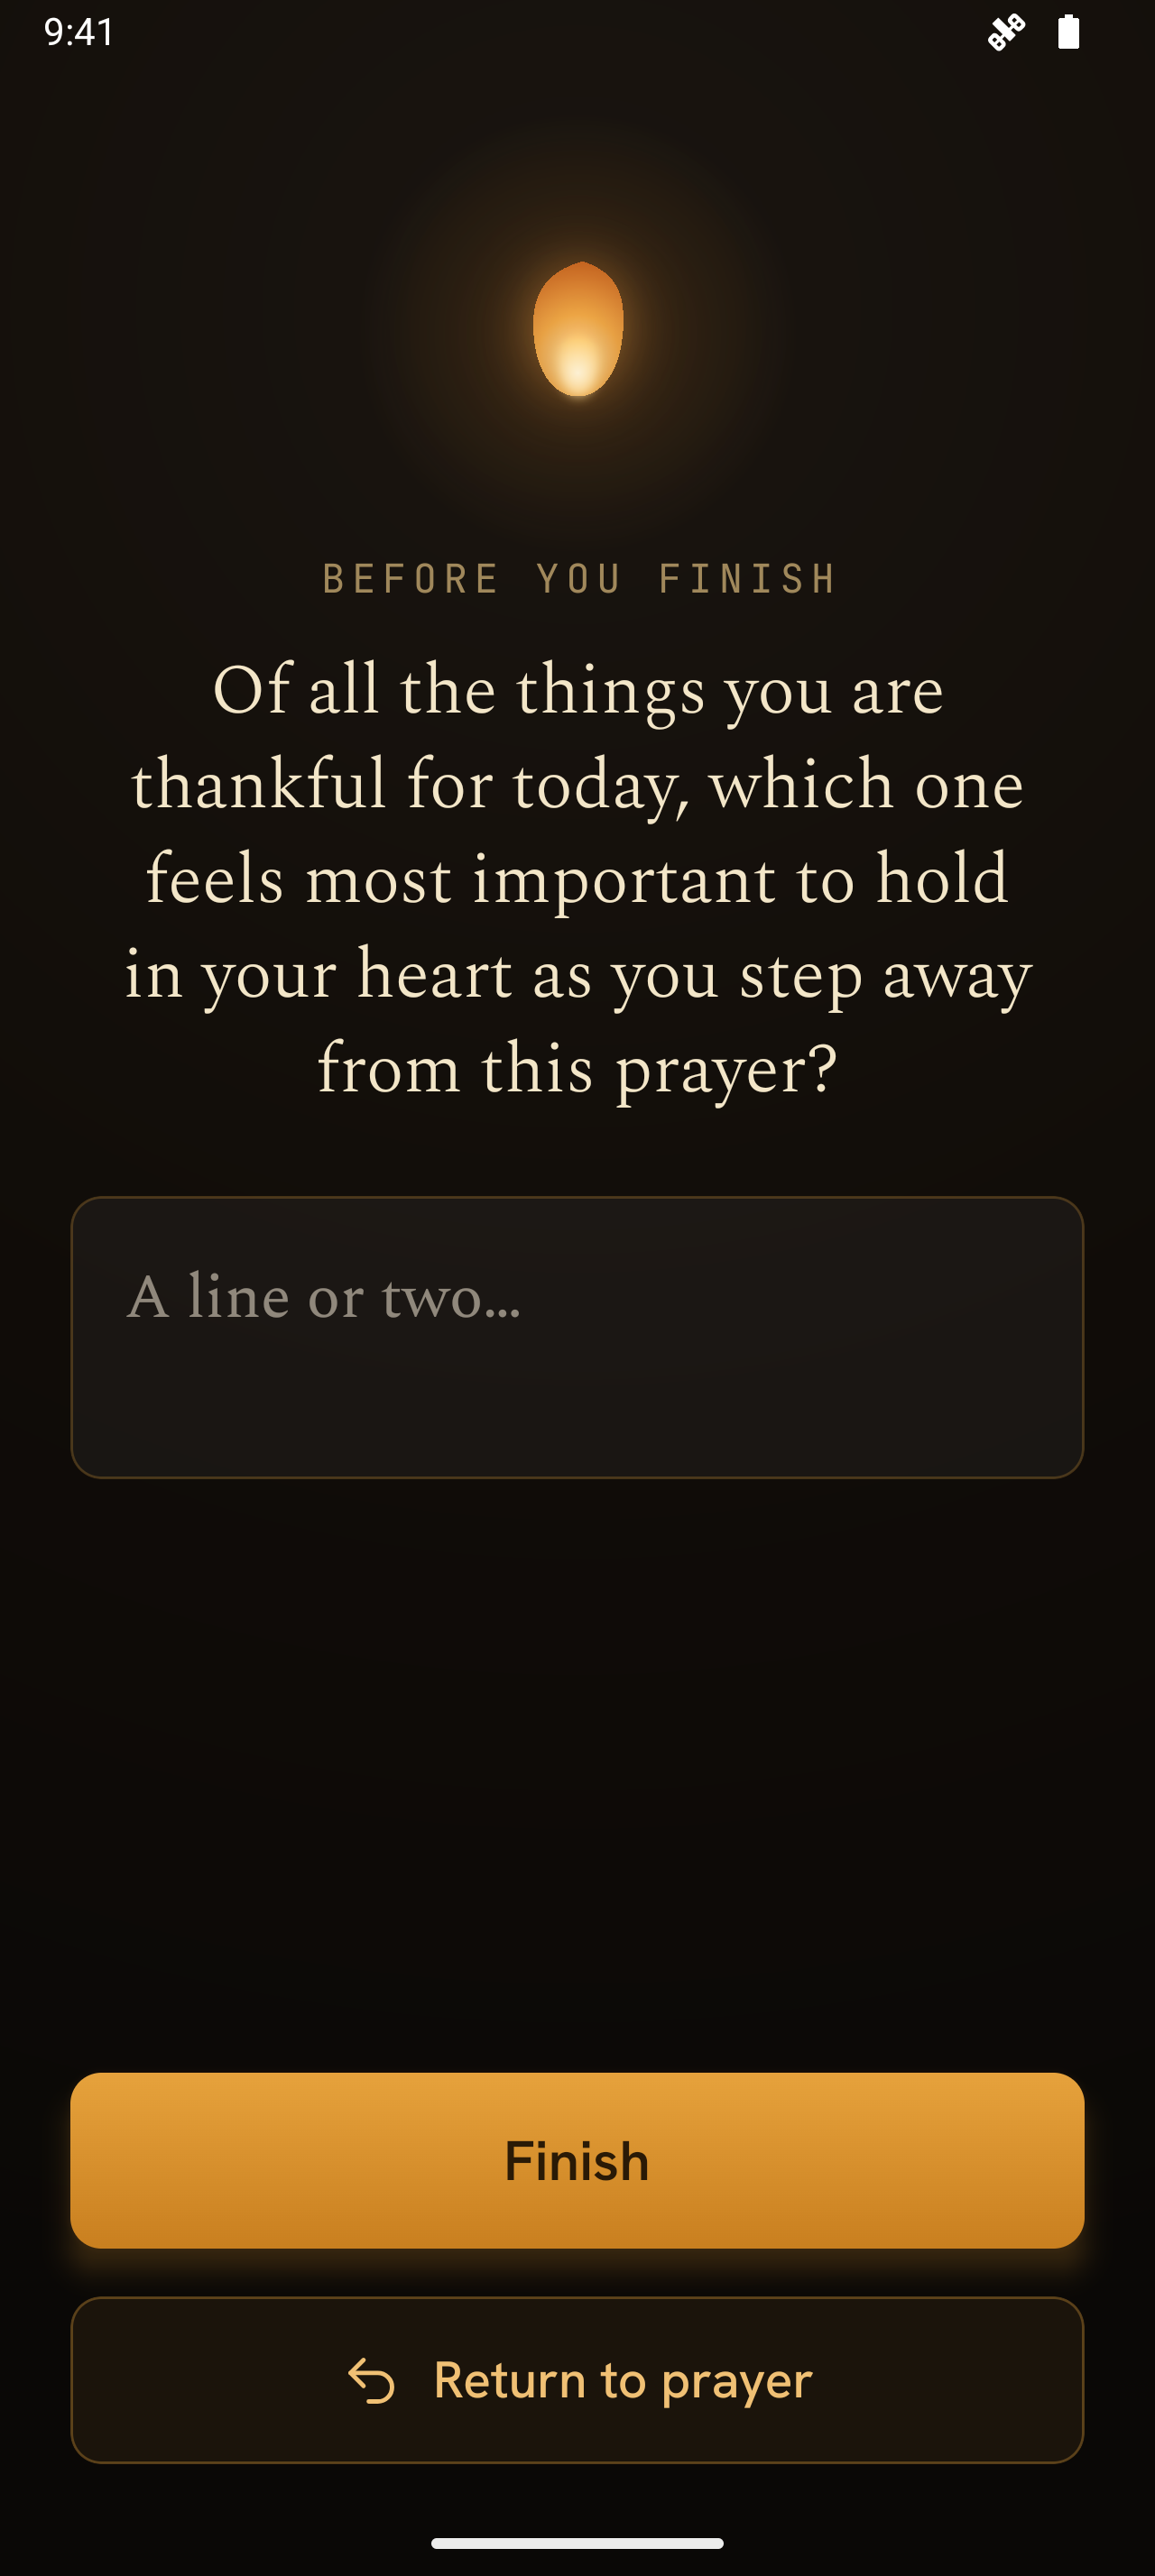 9:41
BEFORE YOU FINISH
Of all the things you are
thankful for today, which one
feels most important to hold
in your heart as you step away
from this prayer?
A line or two…
Finish
Return to prayer